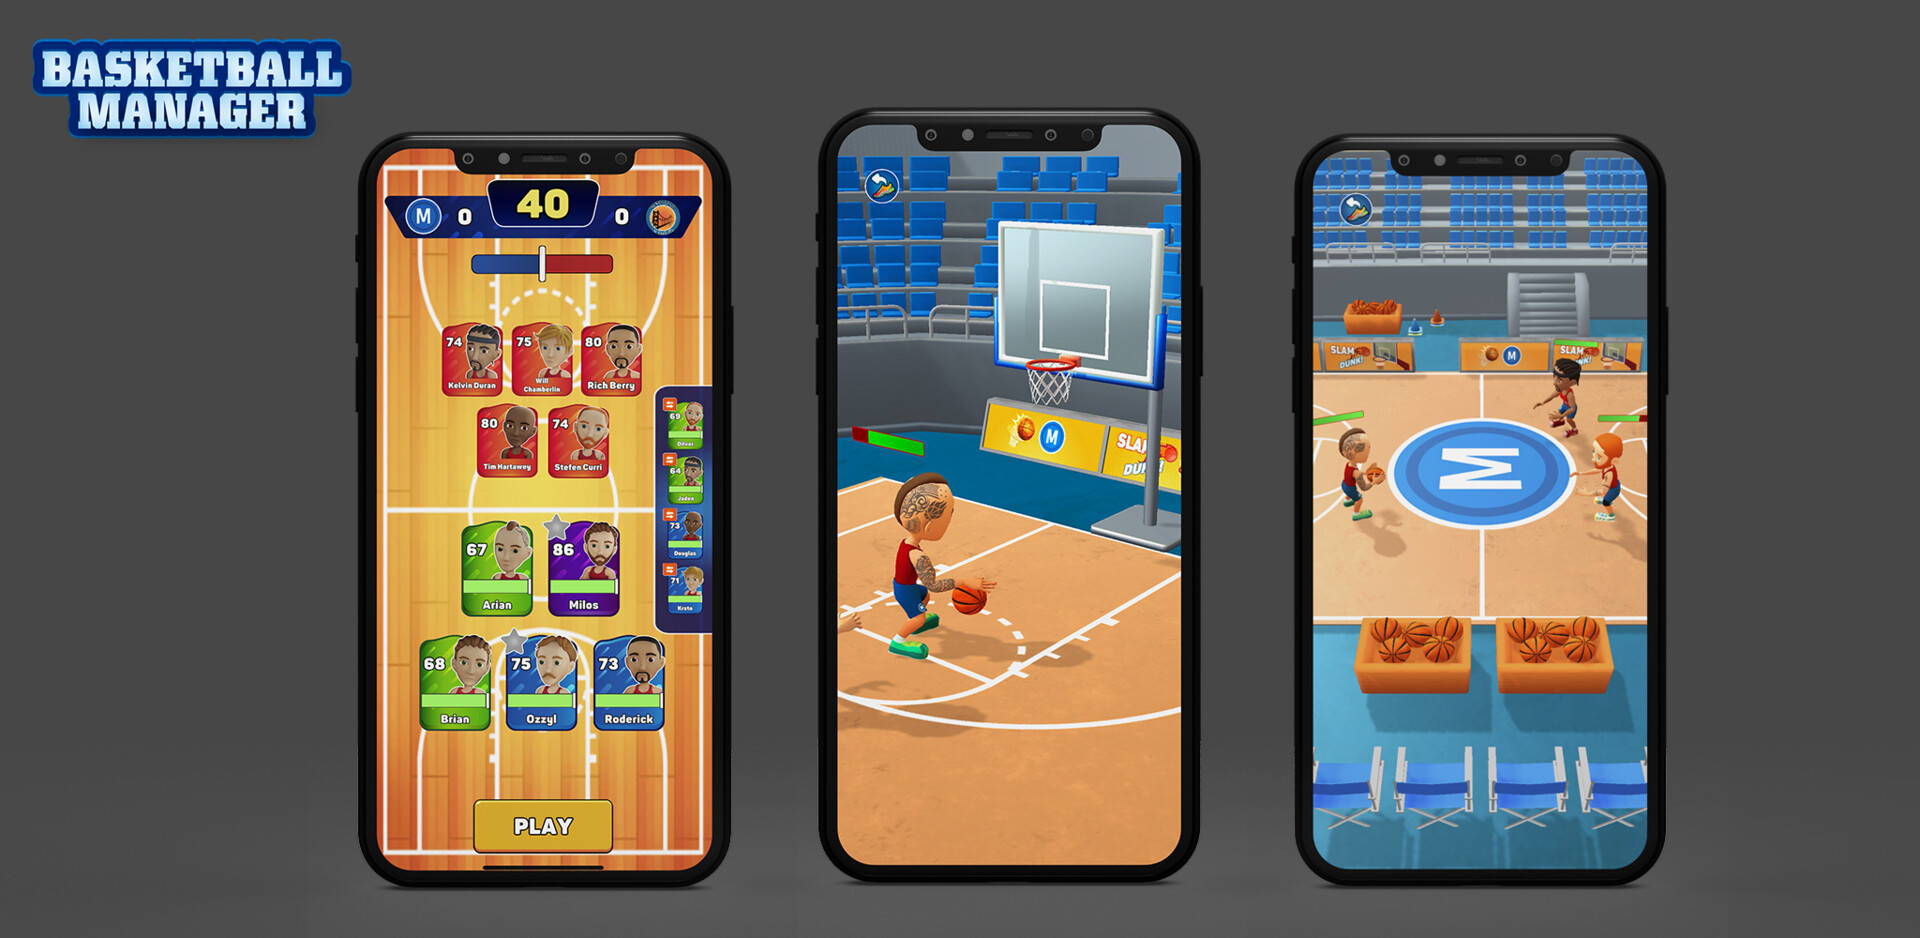 BASKETBALL
MANAGER
M
0
40
0
74
Kelvin Duran
75
Will
Chamberlin
80
Rich Berry
80
Tim Hartawey
74
Stefen Curri
69
Oliver
64
Jaden
73
Douglas
71
Krste
67
Arian
86
Milos
68
Brian
75
Ozzyl
73
Roderick
PLAY
M
SLAM
DUNK!
SLAM
DUNK!
M
SLAM
M